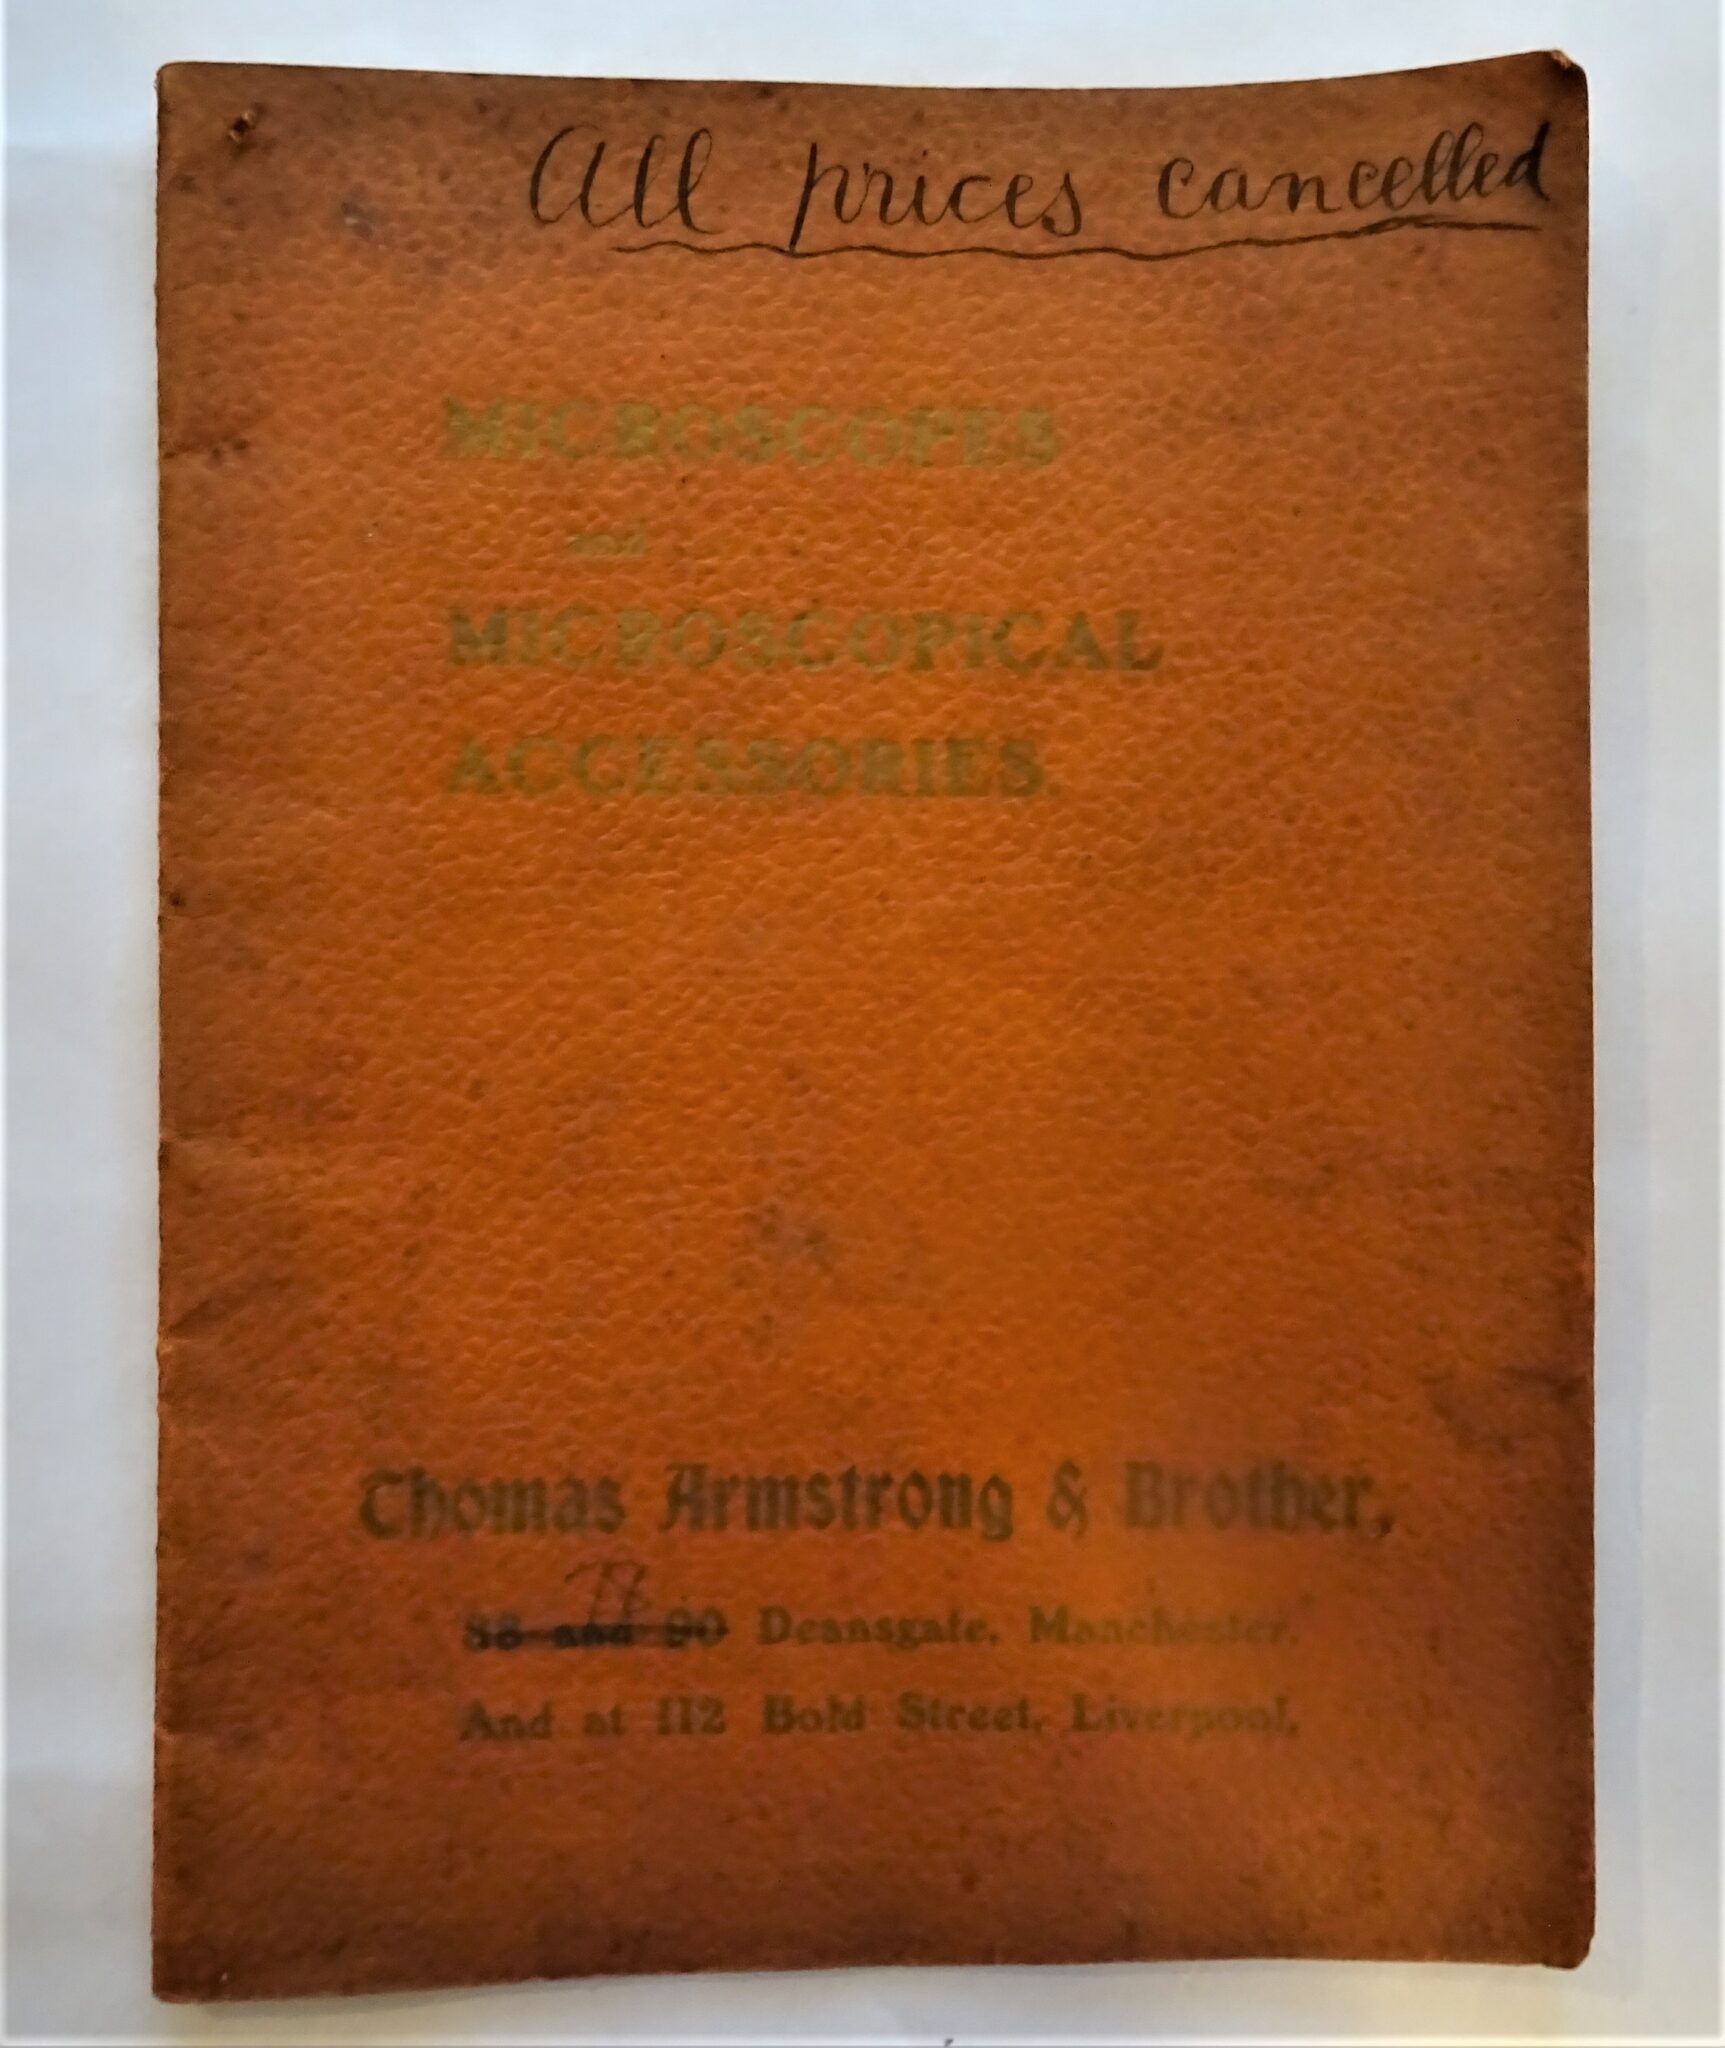 All prices cancelled
MICROSCOPES
and
MICROSCOPICAL
ACCESSORIES.
Thomas Armstrong & Brother,
78
88 and 90 Deansgate, Manchester.
And at 112 Bold Street, Liverpool.